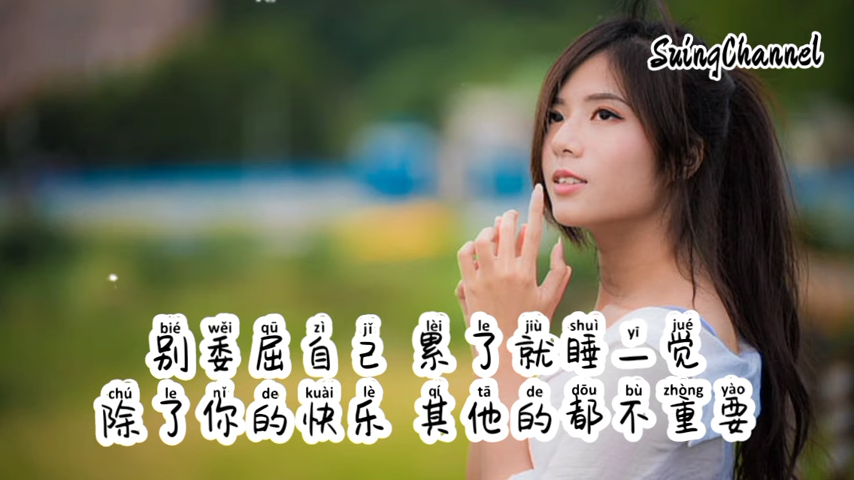 SuingChannel
bié wěi qū zì jǐ lèi le jiù shuì yī jué
别委屈自己 累了就睡一觉
chú le nǐ de kuài lè qí tā de dōu bù zhòng yào
除了你的快乐 其他的都不重要